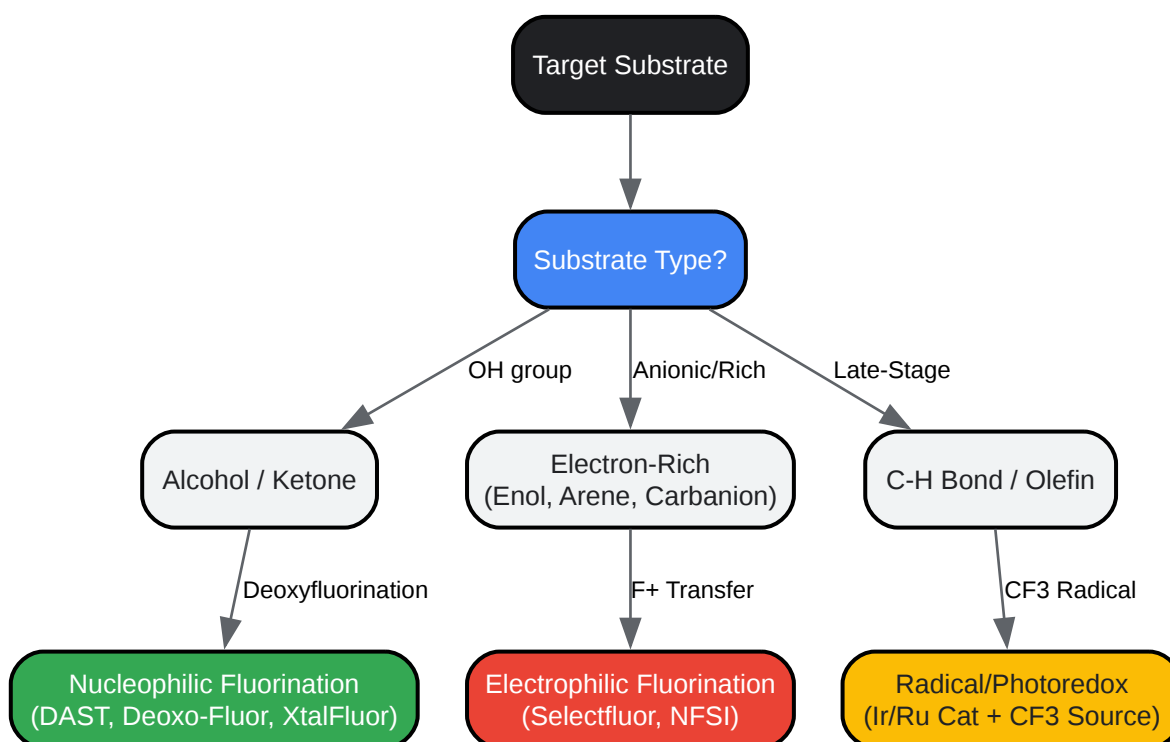 Target Substrate
Substrate Type?
OH group
Anionic/Rich
Late-Stage
Alcohol / Ketone
Electron-Rich
(Enol, Arene, Carbanion)
C-H Bond / Olefin
Deoxyfluorination
F+ Transfer
CF3 Radical
Nucleophilic Fluorination
(DAST, Deoxo-Fluor, XtalFluor)
Electrophilic Fluorination
(Selectfluor, NFSI)
Radical/Photoredox
(Ir/Ru Cat + CF3 Source)